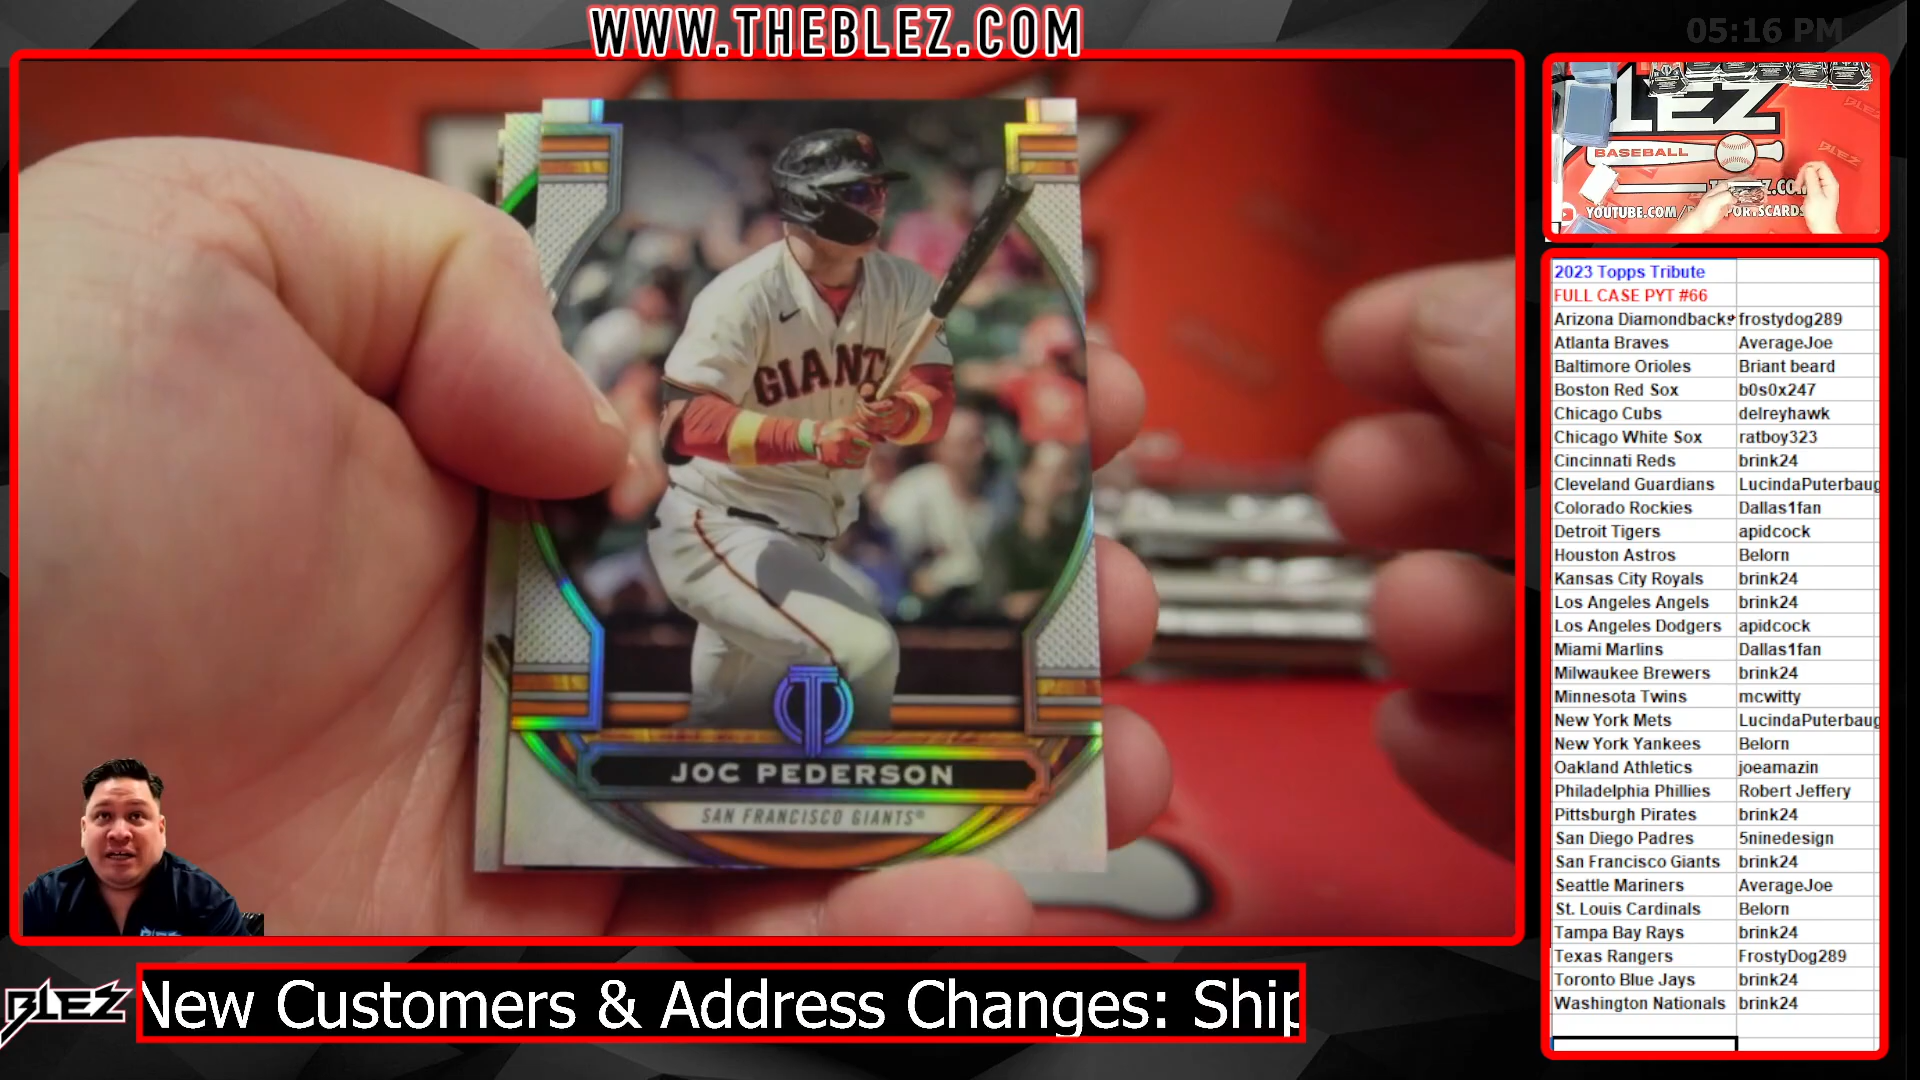 WWW.THEBLEZ.COM
05:16 PM
GIANT
JOC PEDERSON
SAN FRANCISCO GIANTS®
BLEZ
New Customers & Address Changes: Ship
LEZ
BASEBALL
BLEZ
YOUTUBE.COM/
PORTSCARDS
2023 Topps Tribute
FULL CASE PYT #66
Arizona Diamondbacks frostydog289
Atlanta Braves AverageJoe
Baltimore Orioles Briant beard
Boston Red Sox b0s0x247
Chicago Cubs delreyhawk
Chicago White Sox ratboy323
Cincinnati Reds brink24
Cleveland Guardians LucindaPuterbaug
Colorado Rockies Dallas1fan
Detroit Tigers apidcock
Houston Astros Belorn
Kansas City Royals brink24
Los Angeles Angels brink24
Los Angeles Dodgers apidcock
Miami Marlins Dallas1fan
Milwaukee Brewers brink24
Minnesota Twins mcwitty
New York Mets LucindaPuterbaug
New York Yankees Belorn
Oakland Athletics joeamazin
Philadelphia Phillies Robert Jeffery
Pittsburgh Pirates brink24
San Diego Padres 5ninedesign
San Francisco Giants brink24
Seattle Mariners AverageJoe
St. Louis Cardinals Belorn
Tampa Bay Rays brink24
Texas Rangers FrostyDog289
Toronto Blue Jays brink24
Washington Nationals brink24